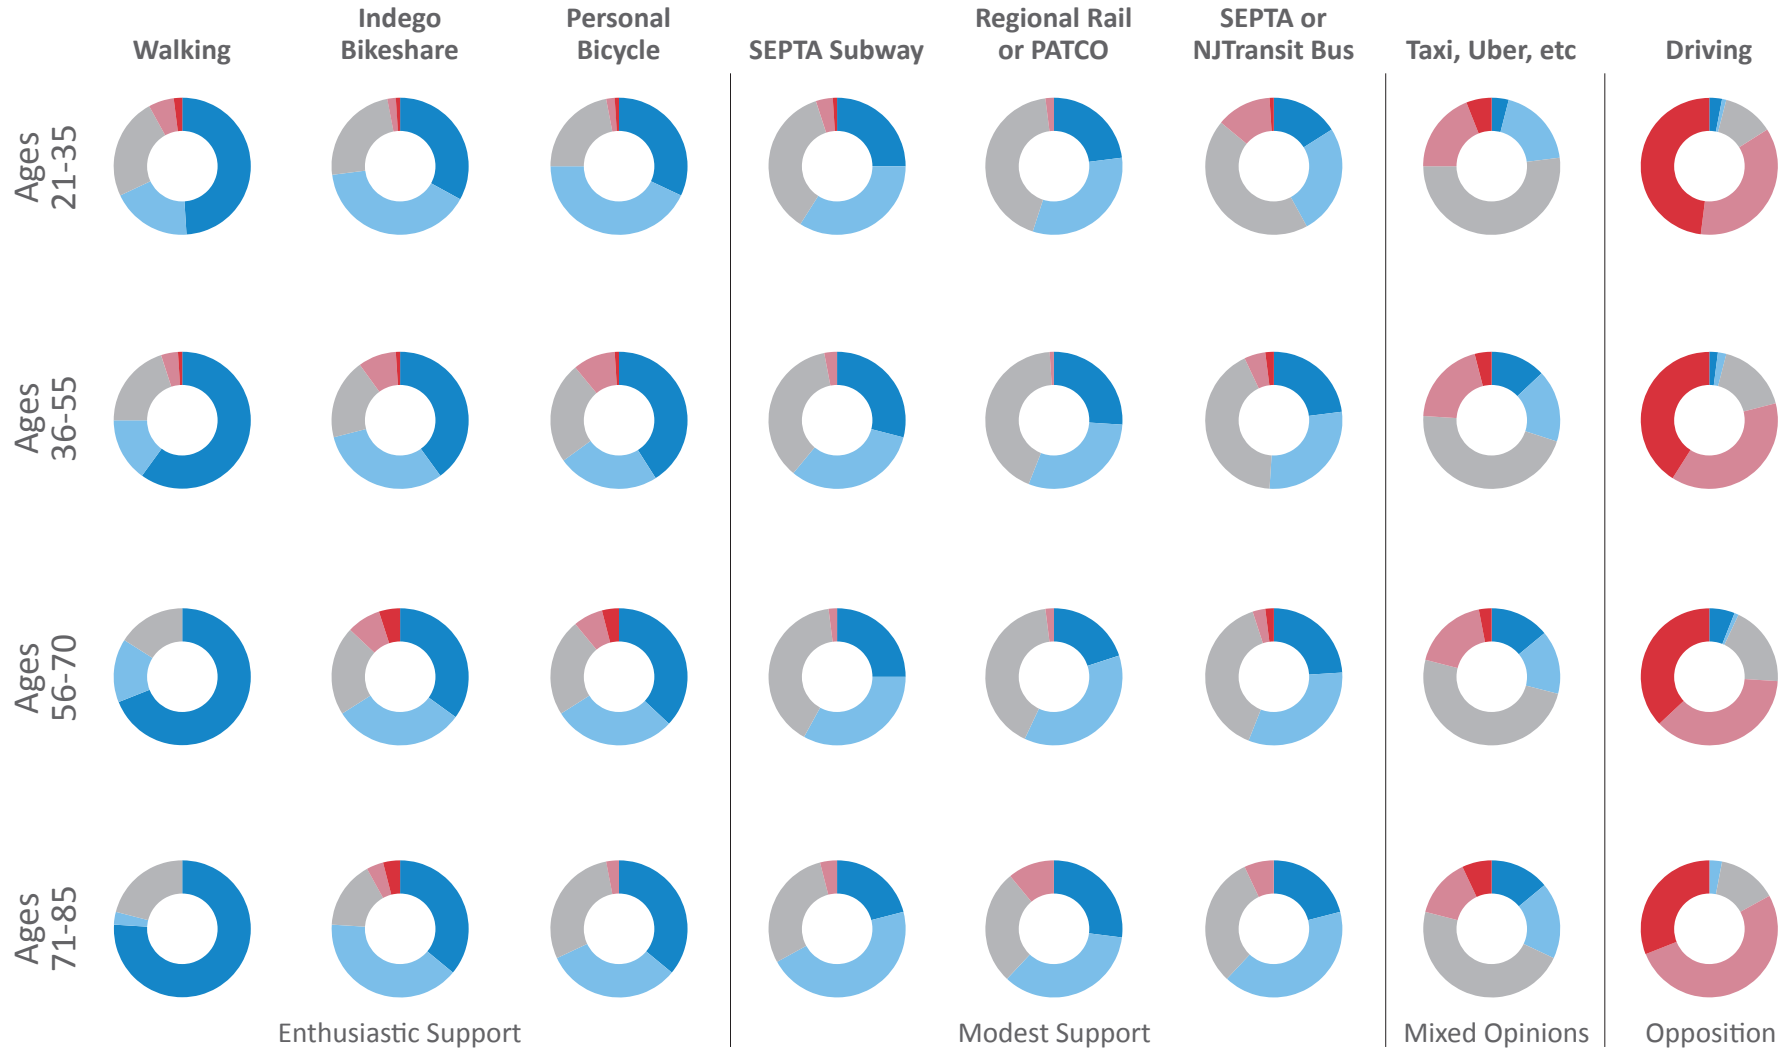 Walking
Indego
Bikeshare
Personal
Bicycle
SEPTA Subway
Regional Rail
or PATCO
SEPTA or
NJTransit Bus
Taxi, Uber, etc
Driving
Ages
21-35
Ages
36-55
Ages
56-70
Ages
71-85
Enthusiastic Support
Modest Support
Mixed Opinions
Opposition